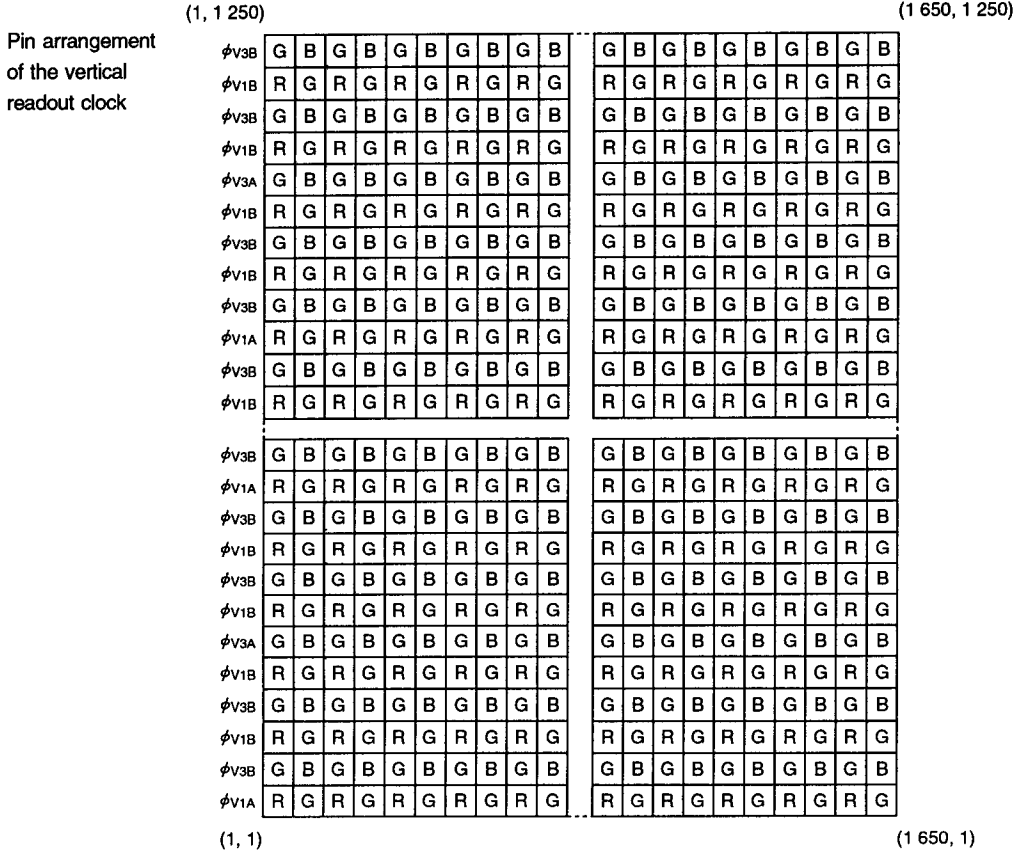 (1, 1 250) (1 650, 1 250)
Pin arrangement
of the vertical
readout clock
ϕV3B G B G B G B G B G B G B G B G B G B G B
ϕV1B R G R G R G R G R G R G R G R G R G R G
ϕV3B G B G B G B G B G B G B G B G B G B G B
ϕV1B R G R G R G R G R G R G R G R G R G R G
ϕV3A G B G B G B G B G B G B G B G B G B G B
ϕV1B R G R G R G R G R G R G R G R G R G R G
ϕV3B G B G B G B G B G B G B G B G B G B G B
ϕV1B R G R G R G R G R G R G R G R G R G R G
ϕV3B G B G B G B G B G B G B G B G B G B G B
ϕV1A R G R G R G R G R G R G R G R G R G R G
ϕV3B G B G B G B G B G B G B G B G B G B G B
ϕV1B R G R G R G R G R G R G R G R G R G R G
ϕV3B G B G B G B G B G B G B G B G B G B G B
ϕV1A R G R G R G R G R G R G R G R G R G R G
ϕV3B G B G B G B G B G B G B G B G B G B G B
ϕV1B R G R G R G R G R G R G R G R G R G R G
ϕV3B G B G B G B G B G B G B G B G B G B G B
ϕV1B R G R G R G R G R G R G R G R G R G R G
ϕV3A G B G B G B G B G B G B G B G B G B G B
ϕV1B R G R G R G R G R G R G R G R G R G R G
ϕV3B G B G B G B G B G B G B G B G B G B G B
ϕV1B R G R G R G R G R G R G R G R G R G R G
ϕV3B G B G B G B G B G B G B G B G B G B G B
ϕV1A R G R G R G R G R G R G R G R G R G R G
(1, 1) (1 650, 1)